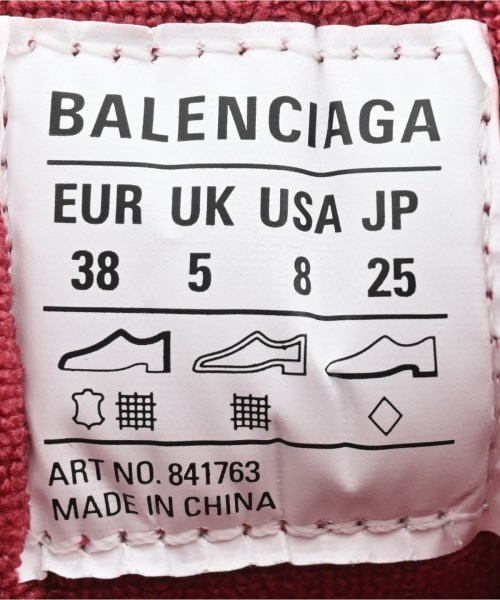 BALENCIAGA
EUR UK USA JP
38 5 8 25
ART NO. 841763
MADE IN CHINA